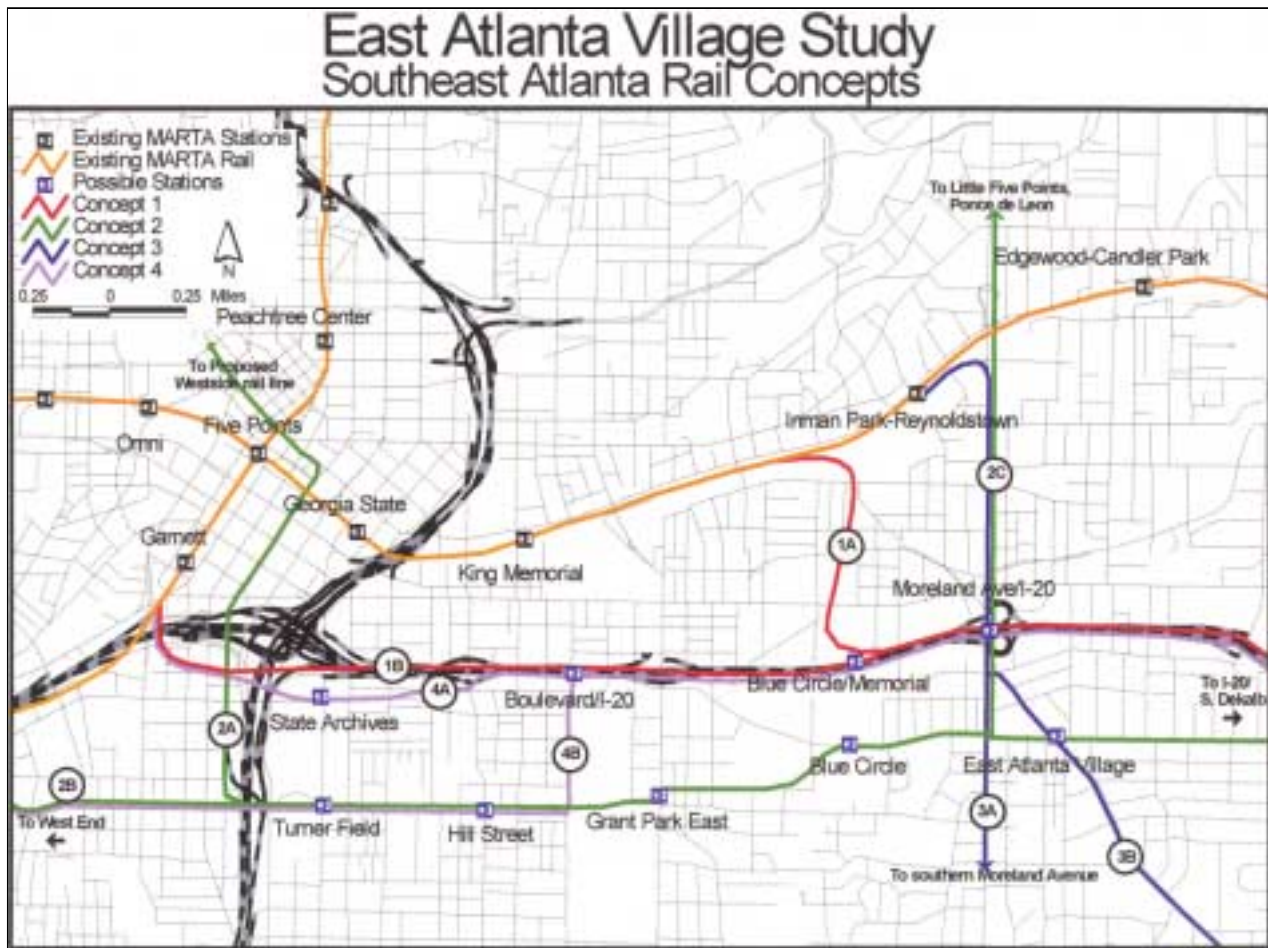 East Atlanta Village Study
Southeast Atlanta Rail Concepts
Existing MARTA Stations
Existing MARTA Rail
Possible Stations
Concept 1
Concept 2
Concept 3
Concept 4
N
0.25 0 0.25 Miles
To Little Five Points,
Ponce de Leon
Edgewood-Candler Park
Peachtree Center
To Proposed
Westside rail line
Five Points
Omni
Inman Park-Reynoldstown
2C
Georgia State
Garnett
1A
King Memorial
Moreland Ave/I-20
1B
4A
Boulevard/I-20
Blue Circle/Memorial
To I-20/
S. Dekalb
State Archives
2A
4B
Blue Circle
East Atlanta Village
2B
To West End
Turner Field
Hill Street
Grant Park East
3A
3B
To southern Moreland Avenue